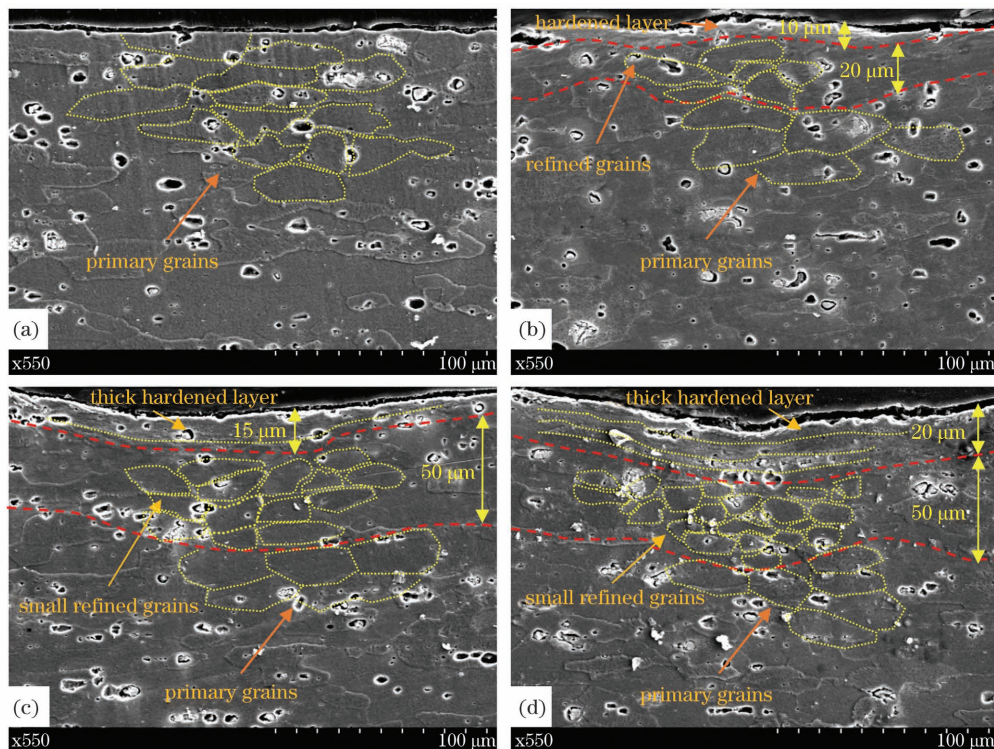 primary grains
(a)
x550
100 μm
hardened layer
10 μm
20 μm
refined grains
primary grains
(b)
x550
100 μm
thick hardened layer
15 μm
50 μm
small refined grains
primary grains
(c)
x550
100 μm
thick hardened layer
20 μm
50 μm
small refined grains
primary grains
(d)
x550
100 μm